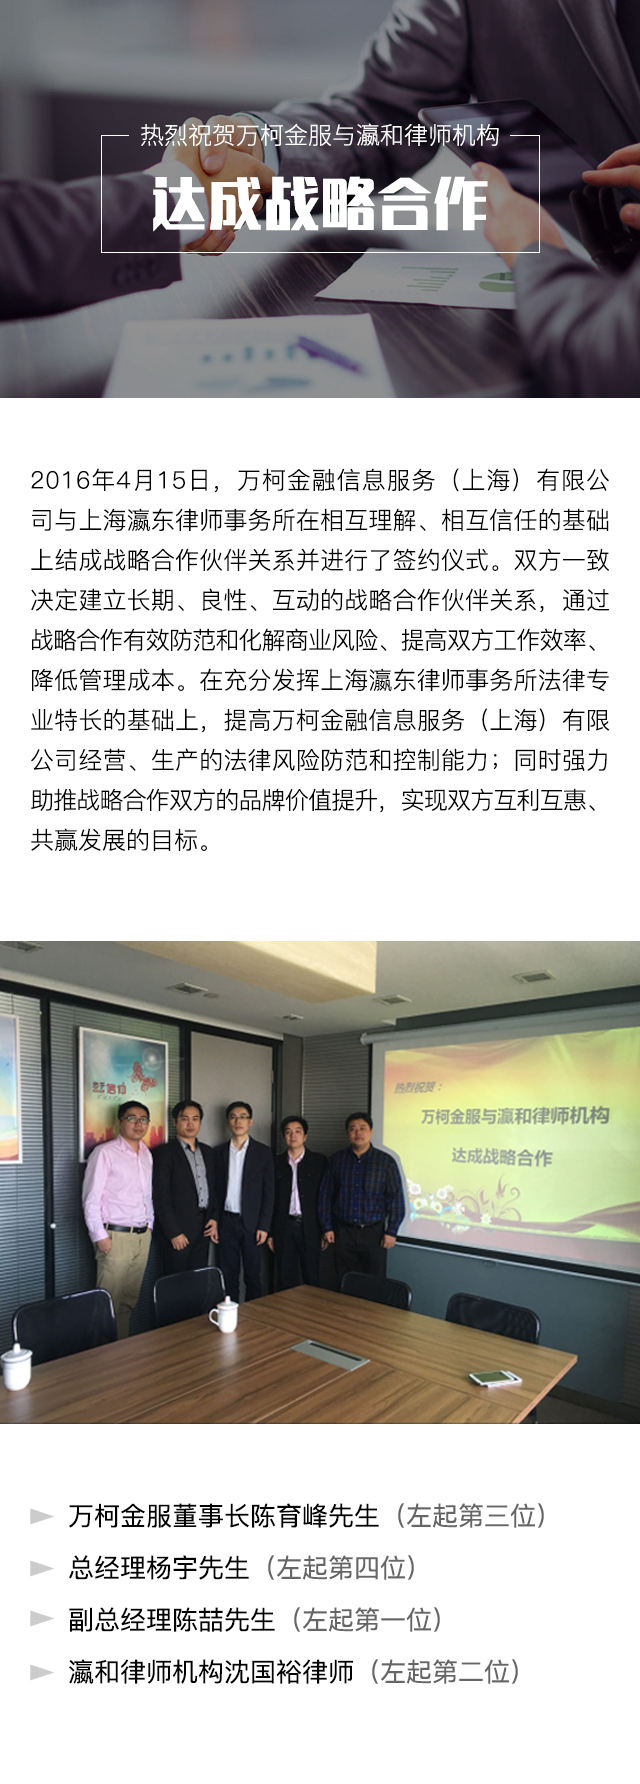 热烈祝贺万柯金服与瀛和律师机构
达成战略合作
2016年4月15日，万柯金融信息服务（上海）有限公
司与上海瀛东律师事务所在相互理解、相互信任的基础
上结成战略合作伙伴关系并进行了签约仪式。双方一致
决定建立长期、良性、互动的战略合作伙伴关系，通过
战略合作有效防范和化解商业风险、提高双方工作效率、
降低管理成本。在充分发挥上海瀛东律师事务所法律专
业特长的基础上，提高万柯金融信息服务（上海）有限
公司经营、生产的法律风险防范和控制能力；同时强力
助推战略合作双方的品牌价值提升，实现双方互利互惠、
共赢发展的目标。
热烈祝贺：
万柯金服与瀛和律师机构
达成战略合作
万柯金服董事长陈育峰先生（左起第三位）
总经理杨宇先生（左起第四位）
副总经理陈喆先生（左起第一位）
瀛和律师机构沈国裕律师（左起第二位）